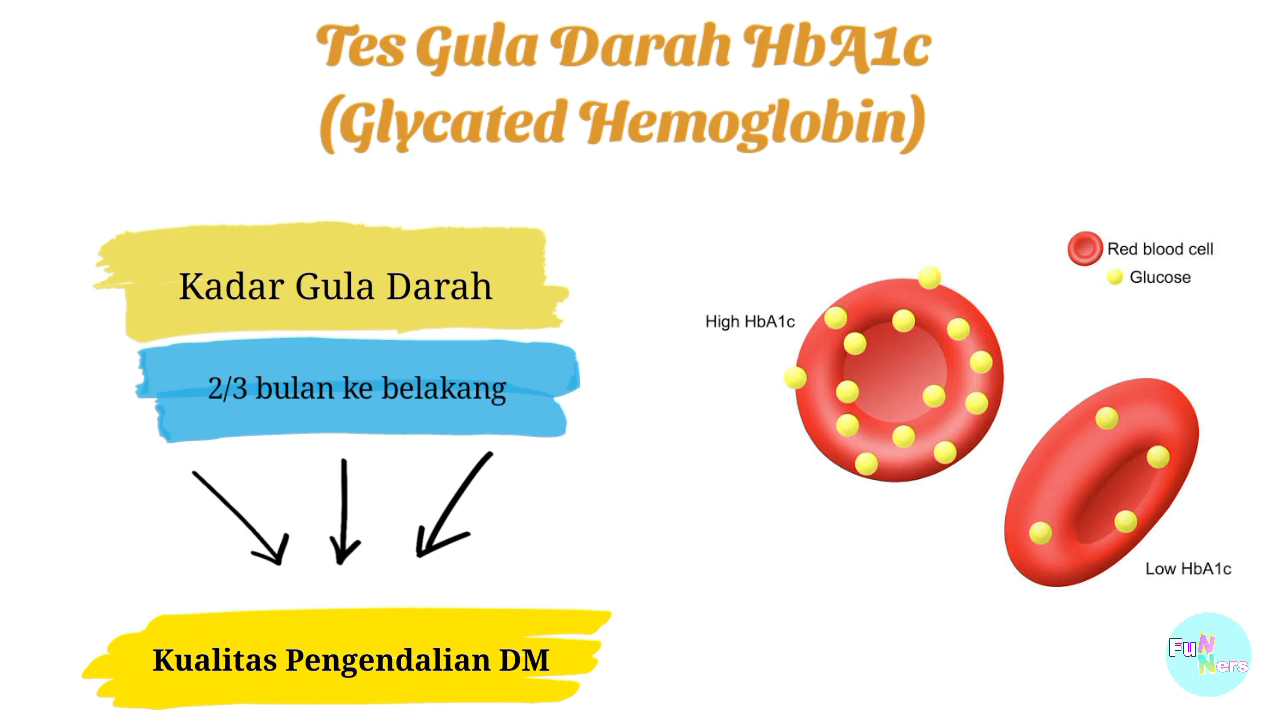 Tes Gula Darah HbA1c
(Glycated Hemoglobin)
Kadar Gula Darah
2/3 bulan ke belakang
Kualitas Pengendalian DM
Red blood cell
Glucose
High HbA1c
Low HbA1c
FuN
Ners